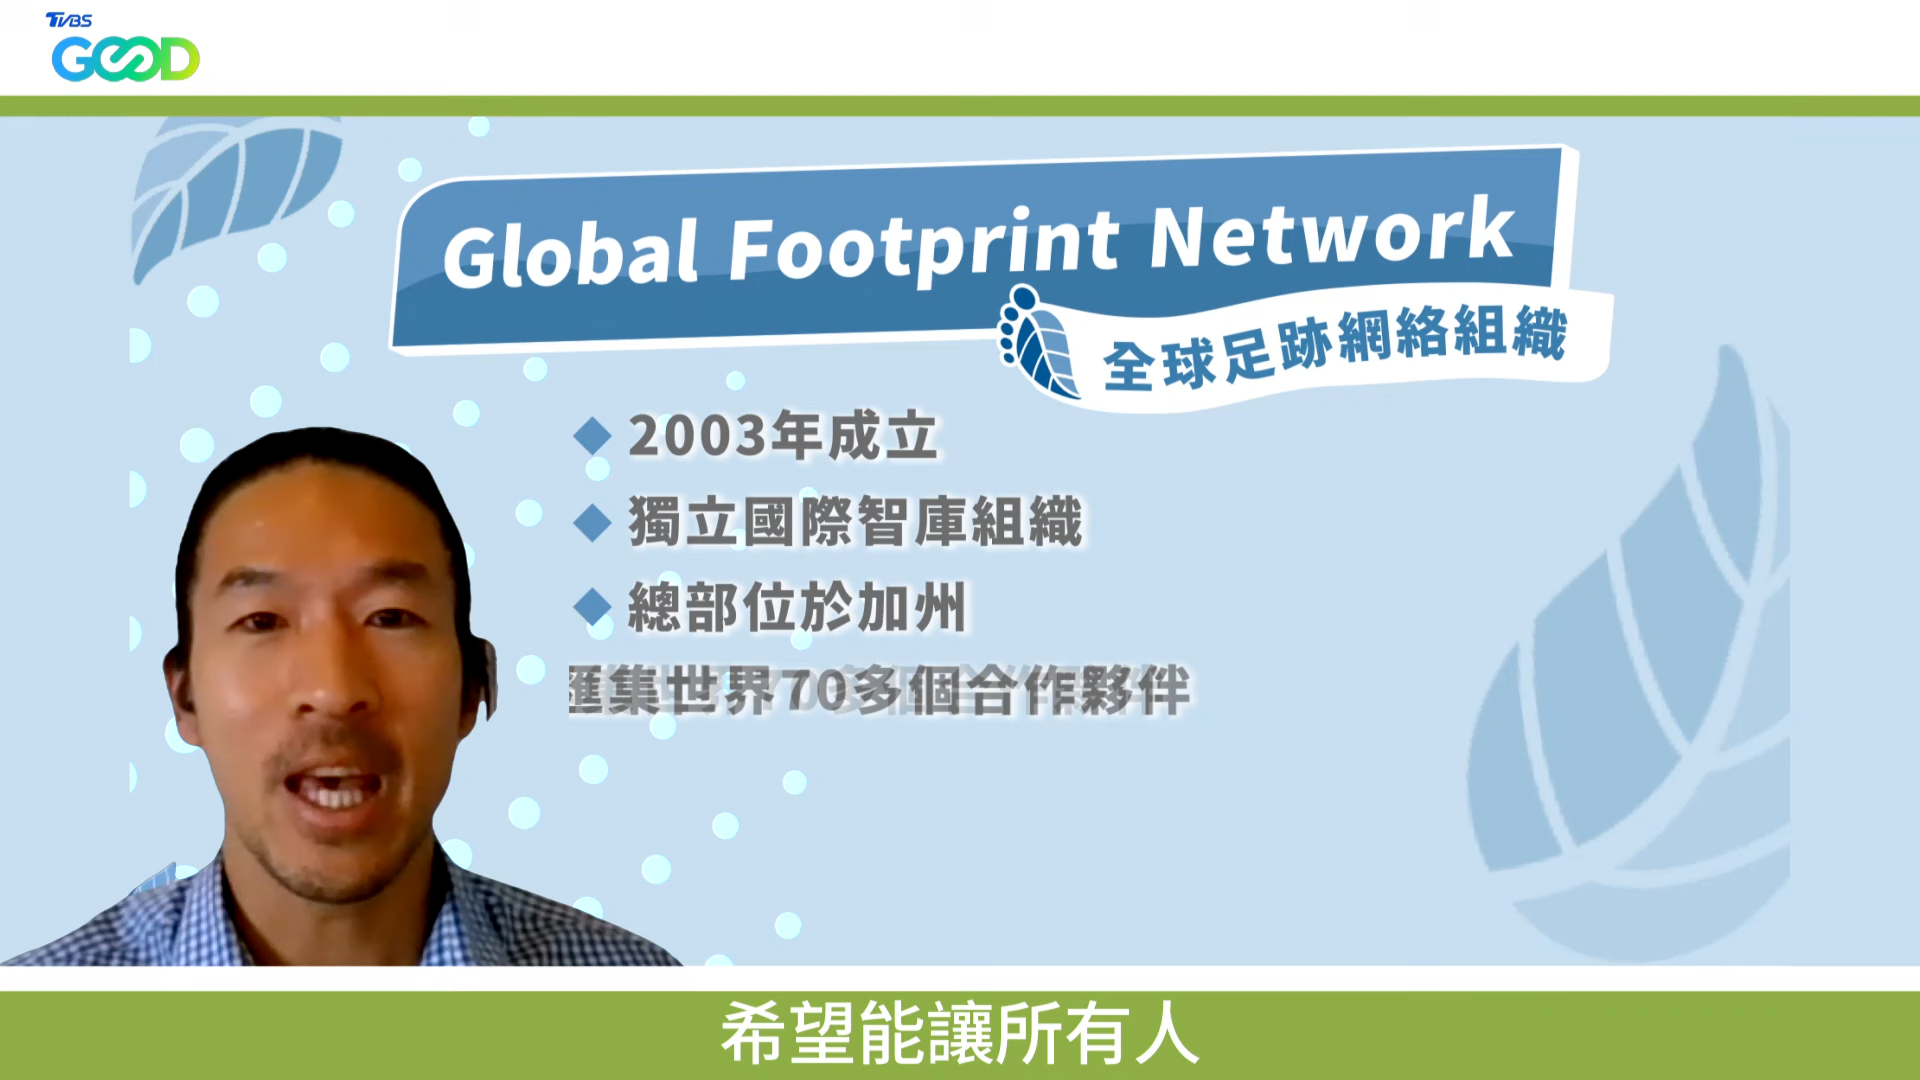 TVBS
GOOD
Global Footprint Network
全球足跡網絡組織
2003年成立
獨立國際智庫組織
總部位於加州
匯集世界70多個合作夥伴
希望能讓所有人